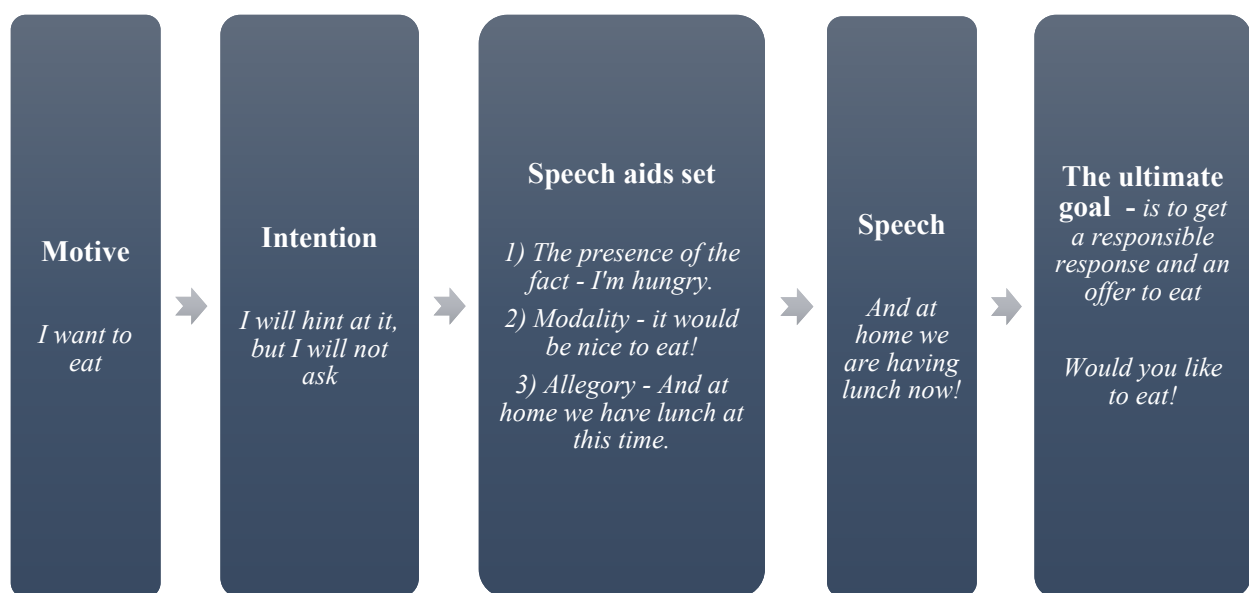 Motive
I want to
eat
Intention
I will hint at it,
but I will not
ask
Speech aids set
1) The presence of the
fact - I'm hungry.
2) Modality - it would
be nice to eat!
3) Allegory - And at
home we have lunch at
this time.
Speech
And at
home we
are having
lunch now!
The ultimate
goal - is to get
a responsible
response and an
offer to eat
Would you like
to eat!